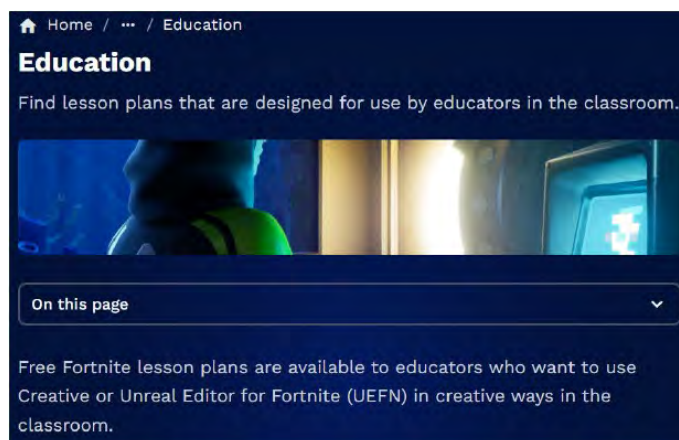 Home / ... / Education
Education
Find lesson plans that are designed for use by educators in the classroom.
On this page
Free Fortnite lesson plans are available to educators who want to use
Creative or Unreal Editor for Fortnite (UEFN) in creative ways in the
classroom.